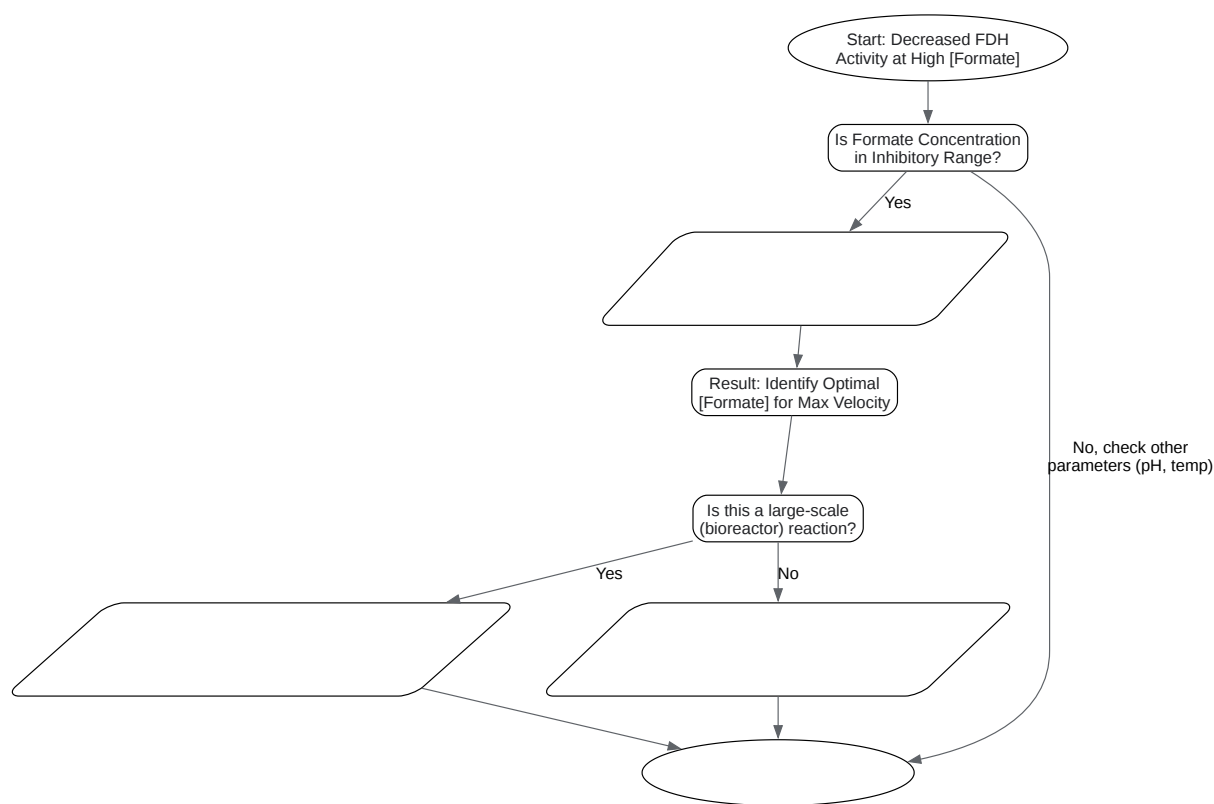 Start: Decreased FDH
Activity at High [Formate]
Is Formate Concentration
in Inhibitory Range?
Yes
Result: Identify Optimal
[Formate] for Max Velocity
No, check other
parameters (pH, temp)
Is this a large-scale
(bioreactor) reaction?
Yes
No